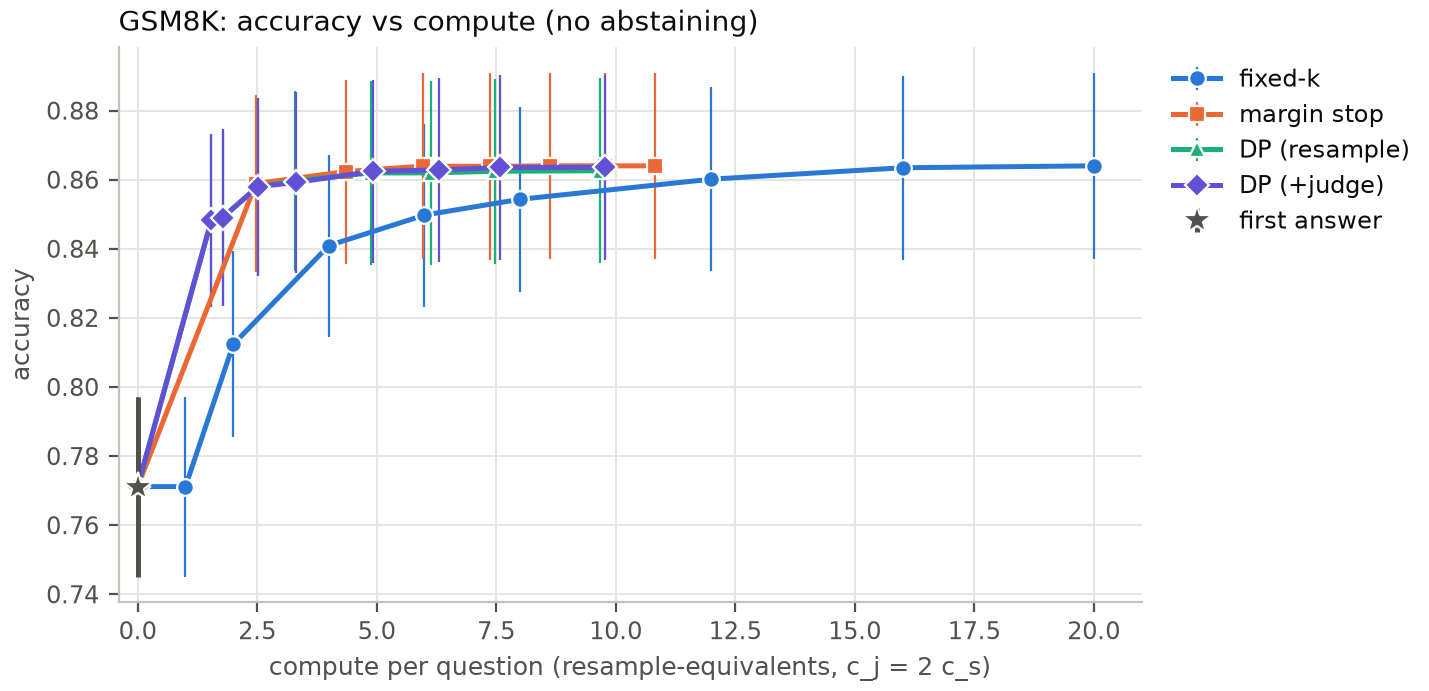 GSM8K: accuracy vs compute (no abstaining)
0.88
0.86
0.84
0.82
0.80
0.78
0.76
0.74
accuracy
0.0 2.5 5.0 7.5 10.0 12.5 15.0 17.5 20.0
compute per question (resample-equivalents, c_j = 2 c_s)
fixed-k
margin stop
DP (resample)
DP (+judge)
first answer